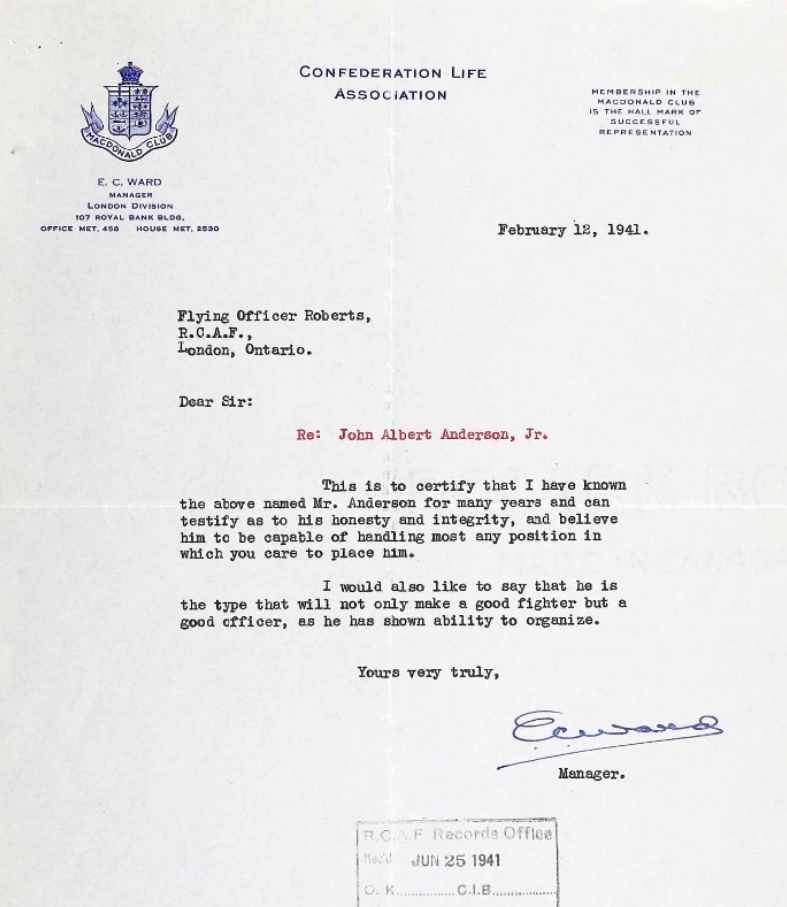 CONFEDERATION LIFE
ASSOCIATION
MEMBERSHIP IN THE
MACDONALD CLUB
IS THE HALL MARK OF
SUCCESSFUL
REPRESENTATION
MACDONALD CLUB
E. C. WARD
MANAGER
LONDON DIVISION
107 ROYAL BANK BLDG.
OFFICE MET. 458 HOUSE MET. 2530
February 12, 1941.
Flying Officer Roberts,
R.C.A.F.,
London, Ontario.
Dear Sir:
Re: John Albert Anderson, Jr.
This is to certify that I have known
the above named Mr. Anderson for many years and can
testify as to his honesty and integrity, and believe
him to be capable of handling most any position in
which you care to place him.
I would also like to say that he is
the type that will not only make a good fighter but a
good officer, as he has shown ability to organize.
Yours very truly,
E.C. Ward
Manager.
R.C.A.F Records Office
Rec'd JUN 25 1941
O. K.............. C.I.B.................